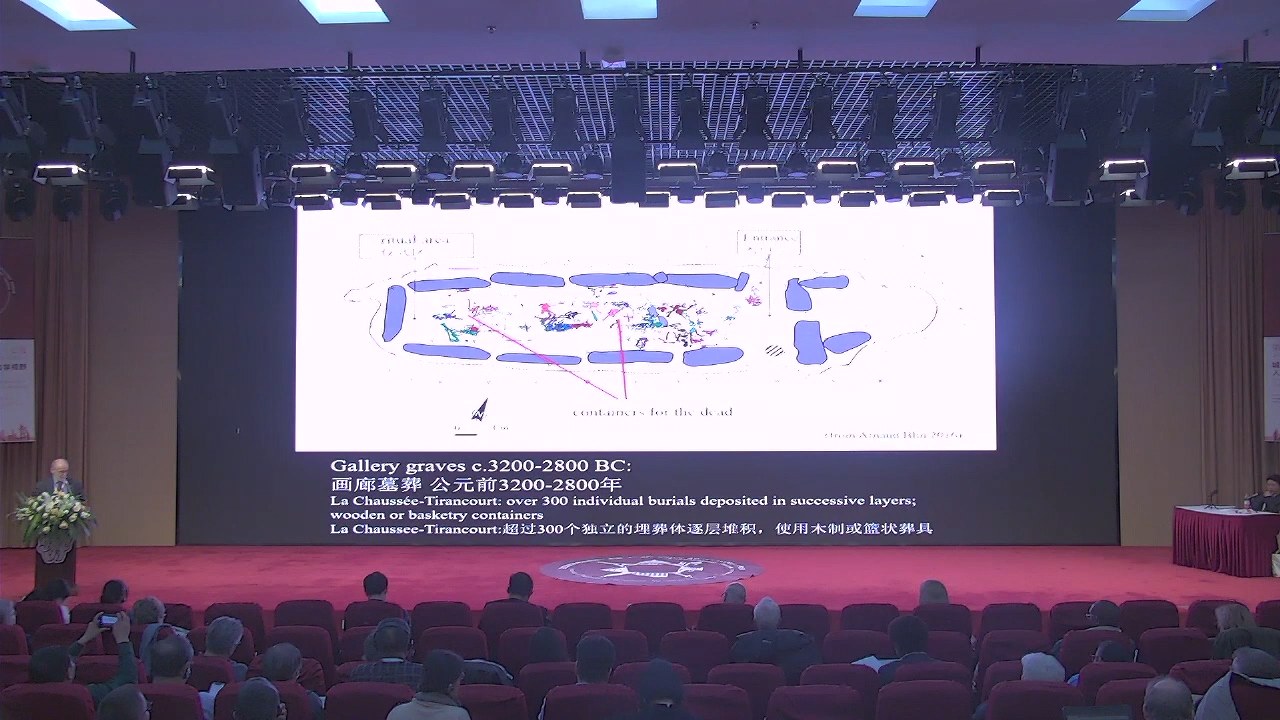 ritual area
Entrance
containers for the dead
Gallery graves c.3200-2800 BC:
画廊墓葬 公元前3200-2800年
La Chaussée-Tirancourt: over 300 individual burials deposited in successive layers;
wooden or basketry containers
La Chaussee-Tirancourt:超过300个独立的埋葬体逐层堆积，使用木制或篮状葬具